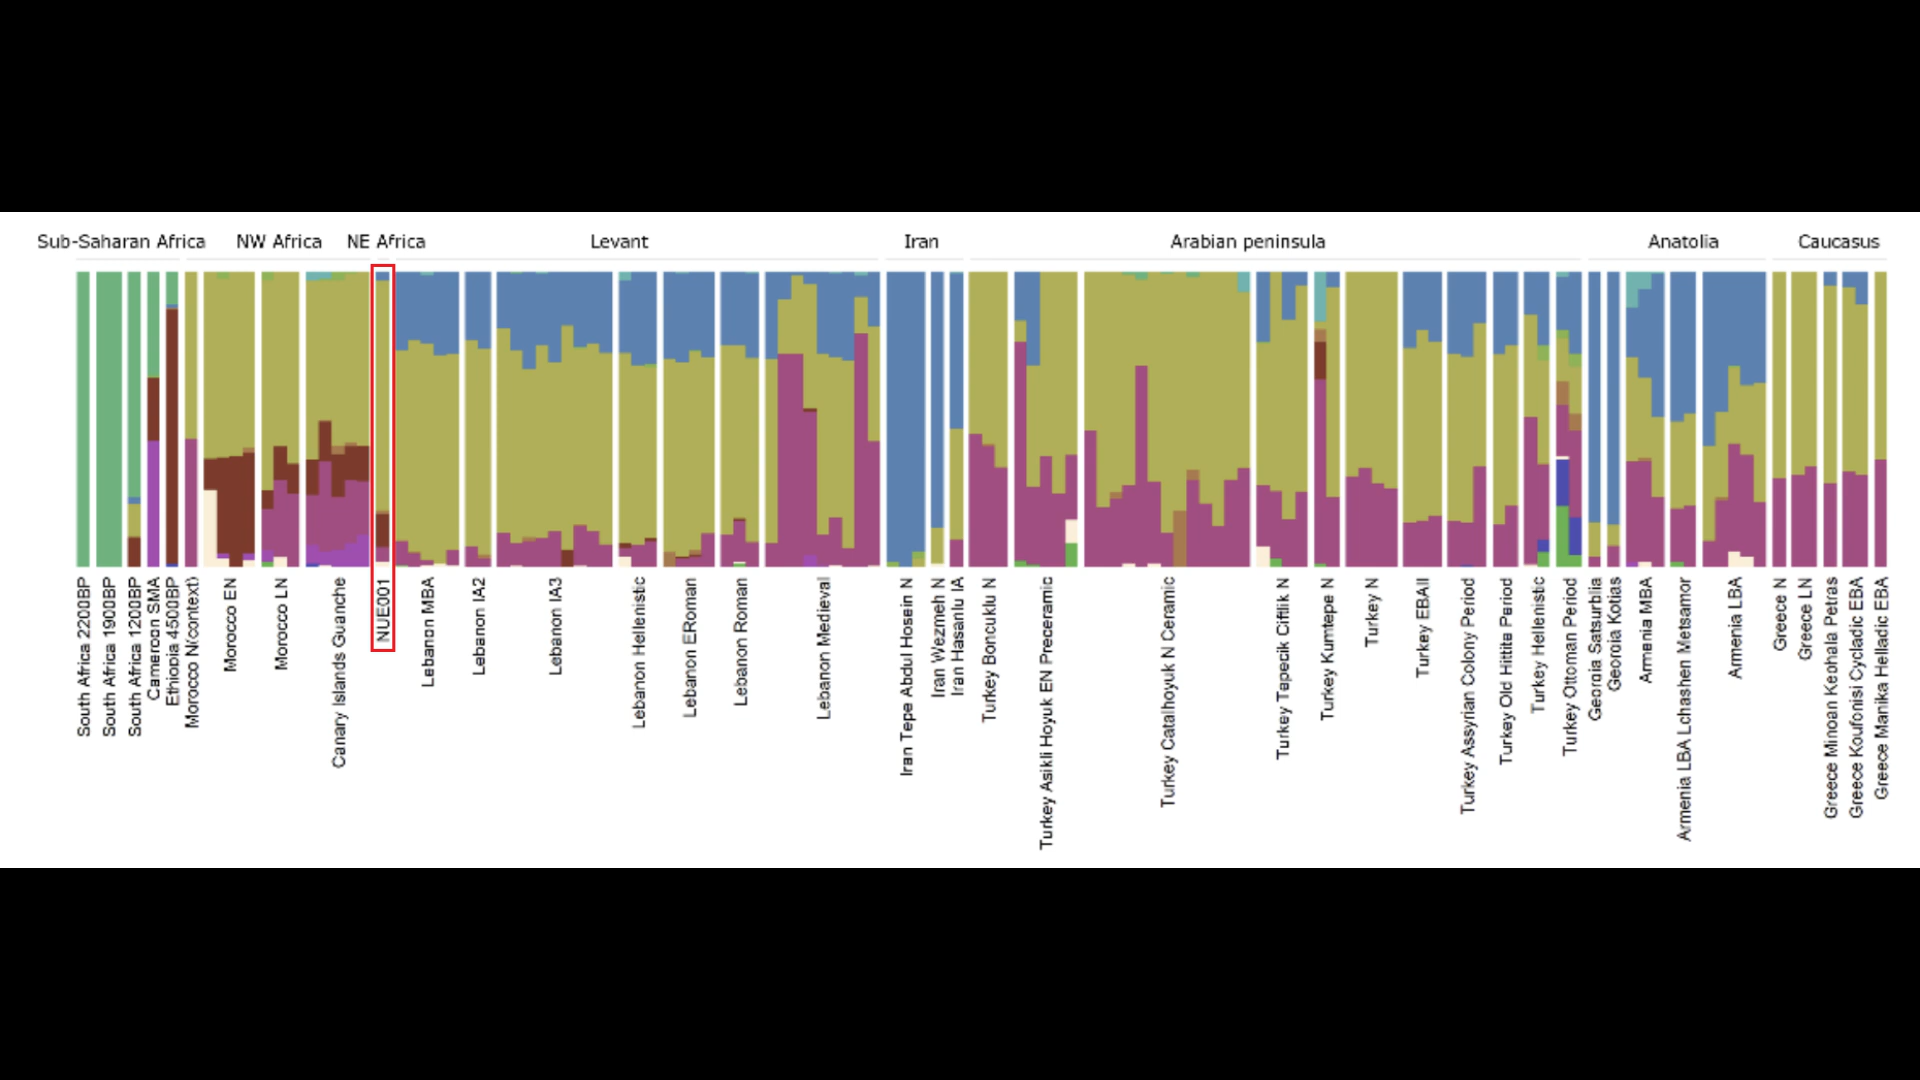 Sub-Saharan Africa NW Africa NE Africa Levant Iran Arabian peninsula Anatolia Caucasus
South Africa 2200BP
South Africa 1900BP
South Africa 1200BP
Cameroon SMA
Ethiopia 4500BP
Morocco N(context)
Morocco EN
Morocco LN
Canary Islands Guanche
NUE001
Lebanon MBA
Lebanon IA2
Lebanon IA3
Lebanon Hellenistic
Lebanon ERoman
Lebanon Roman
Lebanon Medieval
Iran Tepe Abdul Hosein N
Iran Wezmeh N
Iran Hasanlu IA
Turkey Boncuklu N
Turkey Asikli Hoyuk EN Preceramic
Turkey Catalhoyuk N Ceramic
Turkey Tepecik Ciftlik N
Turkey Kumtepe N
Turkey N
Turkey EBAII
Turkey Assyrian Colony Period
Turkey Old Hittite Period
Turkey Hellenistic
Turkey Ottoman Period
Georgia Satsurblia
Georgia Kotias
Armenia MBA
Armenia LBA Lchashen Metsamor
Armenia LBA
Greece N
Greece LN
Greece Minoan Kephala Petras
Greece Koufonisi Cycladic EBA
Greece Manika Helladic EBA